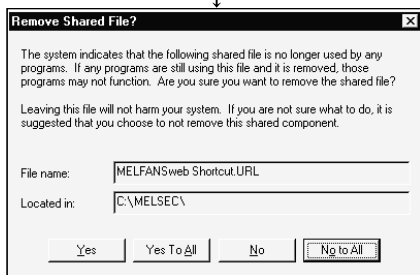 Remove Shared File?
The system indicates that the following shared file is no longer used by any
programs. If any programs are still using this file and it is removed, those
programs may not function. Are you sure you want to remove the shared file?
Leaving this file will not harm your system. If you are not sure what to do, it is
suggested that you choose to not remove this shared component.
File name: MELFANSweb Shortcut.URL
Located in: C:\MELSEC\
Yes Yes To All No No to All